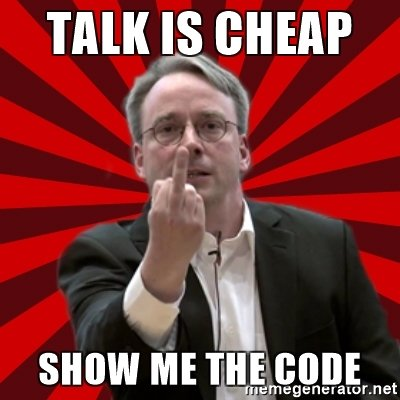 TALK IS CHEAP
SHOW ME THE CODE
memegenerator.net